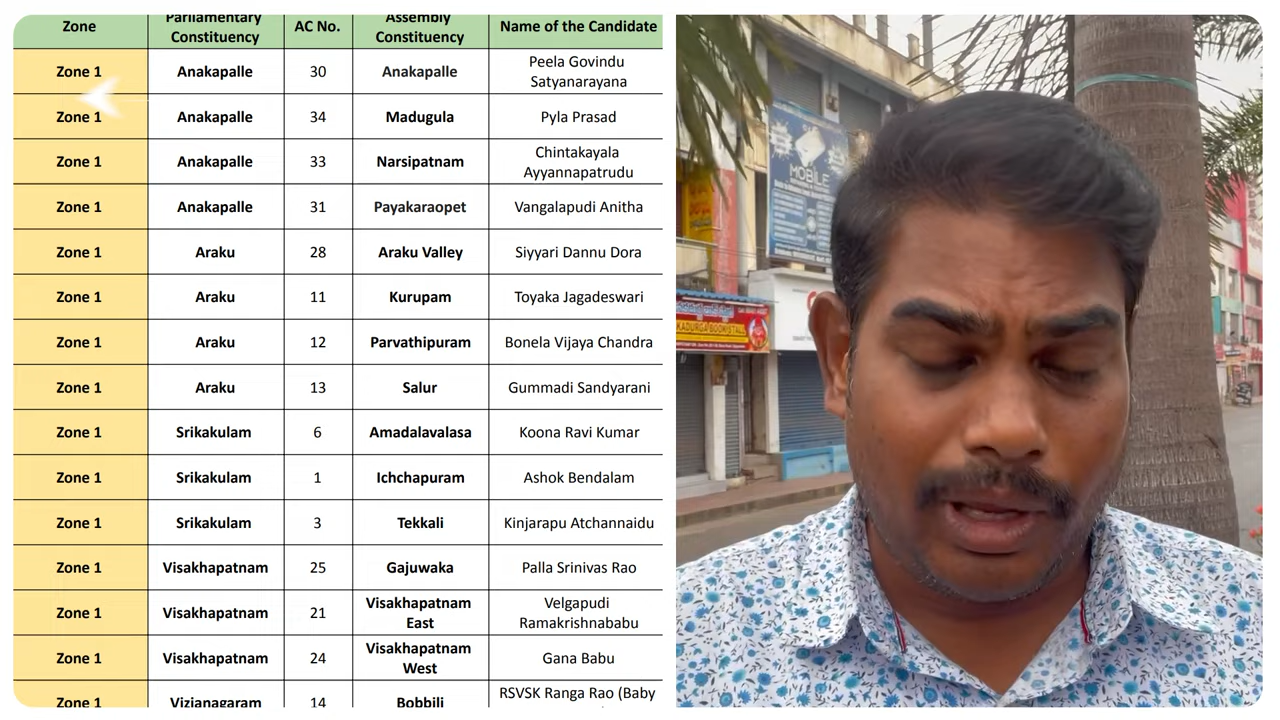 Zone
Parliamentary
Constituency
AC No.
Assembly
Constituency
Name of the Candidate
Zone 1
Anakapalle
30
Anakapalle
Peela Govindu
Satyanarayana
Zone 1
Anakapalle
34
Madugula
Pyla Prasad
Zone 1
Anakapalle
33
Narsipatnam
Chintakayala
Ayyannapatrudu
Zone 1
Anakapalle
31
Payakaraopet
Vangalapudi Anitha
Zone 1
Araku
28
Araku Valley
Siyyari Dannu Dora
Zone 1
Araku
11
Kurupam
Toyaka Jagadeswari
Zone 1
Araku
12
Parvathipuram
Bonela Vijaya Chandra
Zone 1
Araku
13
Salur
Gummadi Sandyarani
Zone 1
Srikakulam
6
Amadalavalasa
Koona Ravi Kumar
Zone 1
Srikakulam
1
Ichchapuram
Ashok Bendalam
Zone 1
Srikakulam
3
Tekkali
Kinjarapu Atchannaidu
Zone 1
Visakhapatnam
25
Gajuwaka
Palla Srinivas Rao
Zone 1
Visakhapatnam
21
Visakhapatnam
East
Velgapudi
Ramakrishnababu
Zone 1
Visakhapatnam
24
Visakhapatnam
West
Gana Babu
Zone 1
Vizianagaram
14
Bobbili
RSVSK Ranga Rao (Baby
MOBILE
KADURGA BOOK STALL